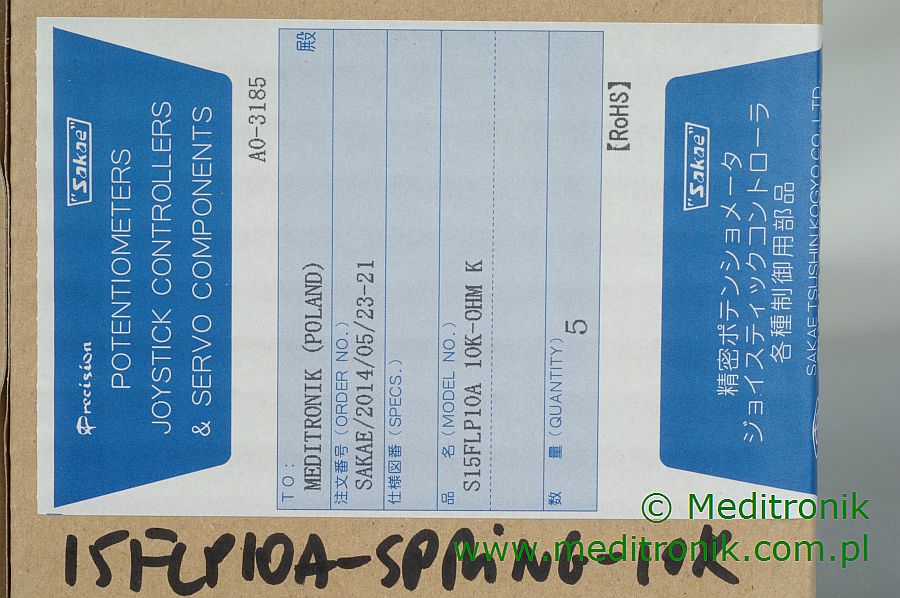 "Sakae"
Precision
POTENTIOMETERS
JOYSTICK CONTROLLERS
& SERVO COMPONENTS
AO-3185
TO: 殿
MEDITRONIK (POLAND)
注文番号(ORDER NO.)
SAKAE/2014/05/23-21
仕様図番(SPECS.)
品 名(MODEL NO.)
S15FLP10A 10K-OHM K
数 量(QUANTITY)
5
【RoHS】
"Sakae"
精密ポテンショメータ
ジョイスティックコントローラ
各種制御用部品
SAKAE TSUSHIN KOGYO CO., LTD.
15FLP10A-SPRING-10K
© Meditronik
www.meditronik.com.pl